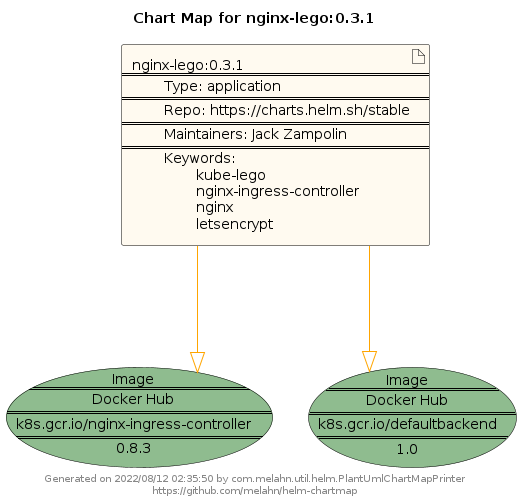 Chart Map for nginx-lego:0.3.1
nginx-lego:0.3.1
Type: application
Repo: https://charts.helm.sh/stable
Maintainers: Jack Zampolin
Keywords:
kube-lego
nginx-ingress-controller
nginx
letsencrypt
Image
Docker Hub
k8s.gcr.io/nginx-ingress-controller
0.8.3
Image
Docker Hub
k8s.gcr.io/defaultbackend
1.0
Generated on 2022/08/12 02:35:50 by com.melahn.util.helm.PlantUmlChartMapPrinter
https://github.com/melahn/helm-chartmap